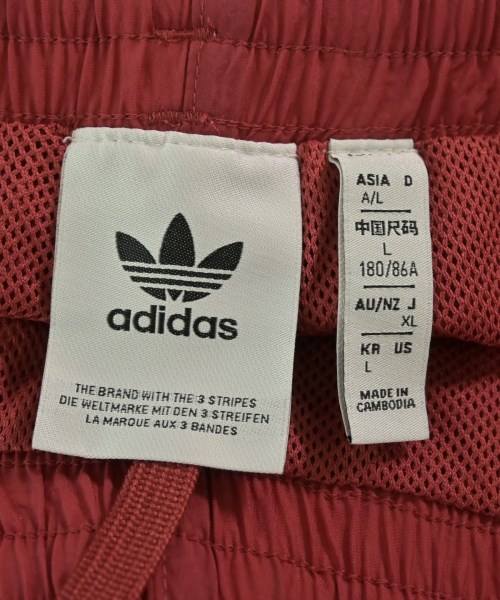 adidas
THE BRAND WITH THE 3 STRIPES
DIE WELTMARKE MIT DEN 3 STREIFEN
LA MARQUE AUX 3 BANDES
ASIA D
A/L
中国尺码
L
180/86A
AU/NZ J
XL
KR US
L
MADE IN
CAMBODIA